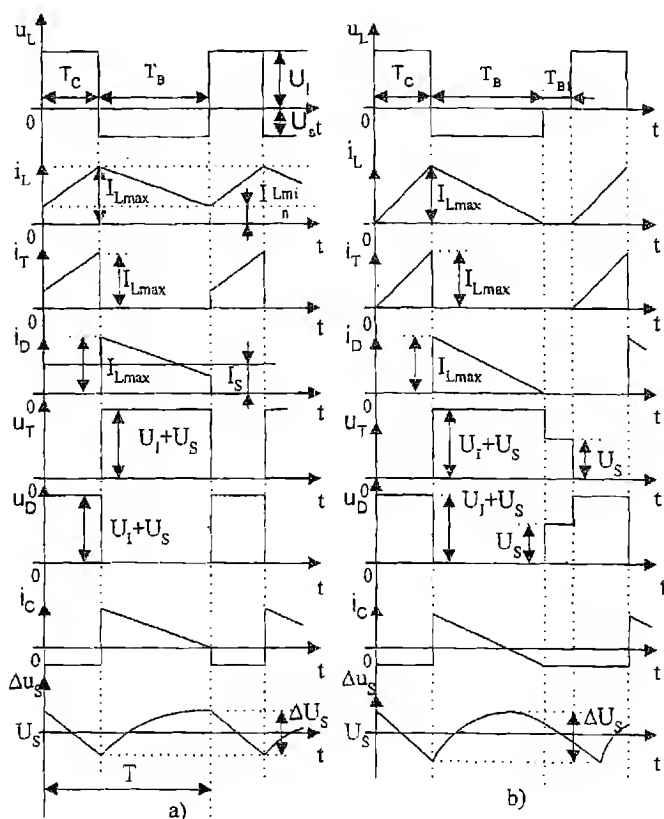 u_L
T_C
T_B
U_I
U_s
0
t
i_L
I_Lmax
I_Lmi
n
0
t
i_T
I_Lmax
0
t
i_D
I_Lmax
I_S
0
t
u_T
U_I+U_S
0
t
u_D
U_I+U_S
0
t
i_C
0
t
Δu_S
U_S
ΔU_S
t
T
a)
u_L
T_C
T_B
T_B1
0
t
i_L
I_Lmax
0
t
i_T
I_Lmax
0
t
i_D
I_Lmax
0
t
u_T
U_I+U_S
U_S
0
t
u_D
U_I+U_S
U_S
0
t
t
i_C
0
t
Δu_S
U_S
ΔU_S
t
b)